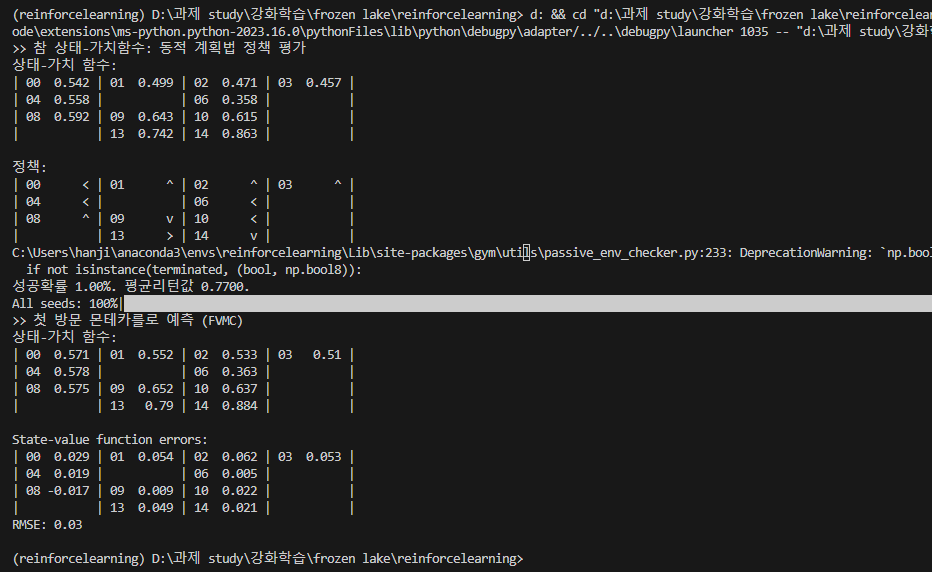 (reinforcelearning) D:\과제 study\강화학습\frozen lake\reinforcelearning> d: && cd "d:\과제 study\강화학습\frozen lake\reinforcelear
ode\extensions\ms-python.python-2023.16.0\pythonFiles\lib\python\debugpy\adapter/../..\debugpy\launcher 1035 -- "d:\과제 study\강화
>> 참 상태-가치함수: 동적 계획법 정책 평가
상태-가치 함수:
| 00  0.542 | 01  0.499 | 02  0.471 | 03  0.457 |
| 04  0.558 |           | 06  0.358 |           |
| 08  0.592 | 09  0.643 | 10  0.615 |           |
|           | 13  0.742 | 14  0.863 |           |
정책:
| 00      < | 01      ^ | 02      ^ | 03      ^ |
| 04      < |           | 06      < |           |
| 08      ^ | 09      v | 10      < |           |
|           | 13      > | 14      v |           |
C:\Users\hanji\anaconda3\envs\reinforcelearning\Lib\site-packages\gym\utils\passive_env_checker.py:233: DeprecationWarning: `np.bool
  if not isinstance(terminated, (bool, np.bool8)):
성공확률 1.00%. 평균리턴값 0.7700.
All seeds: 100%|
>> 첫 방문 몬테카를로 예측 (FVMC)
상태-가치 함수:
| 00  0.571 | 01  0.552 | 02  0.533 | 03   0.51 |
| 04  0.578 |           | 06  0.363 |           |
| 08  0.575 | 09  0.652 | 10  0.637 |           |
|           | 13   0.79 | 14  0.884 |           |
State-value function errors:
| 00  0.029 | 01  0.054 | 02  0.062 | 03  0.053 |
| 04  0.019 |           | 06  0.005 |           |
| 08 -0.017 | 09  0.009 | 10  0.022 |           |
|           | 13  0.049 | 14  0.021 |           |
RMSE: 0.03
(reinforcelearning) D:\과제 study\강화학습\frozen lake\reinforcelearning>